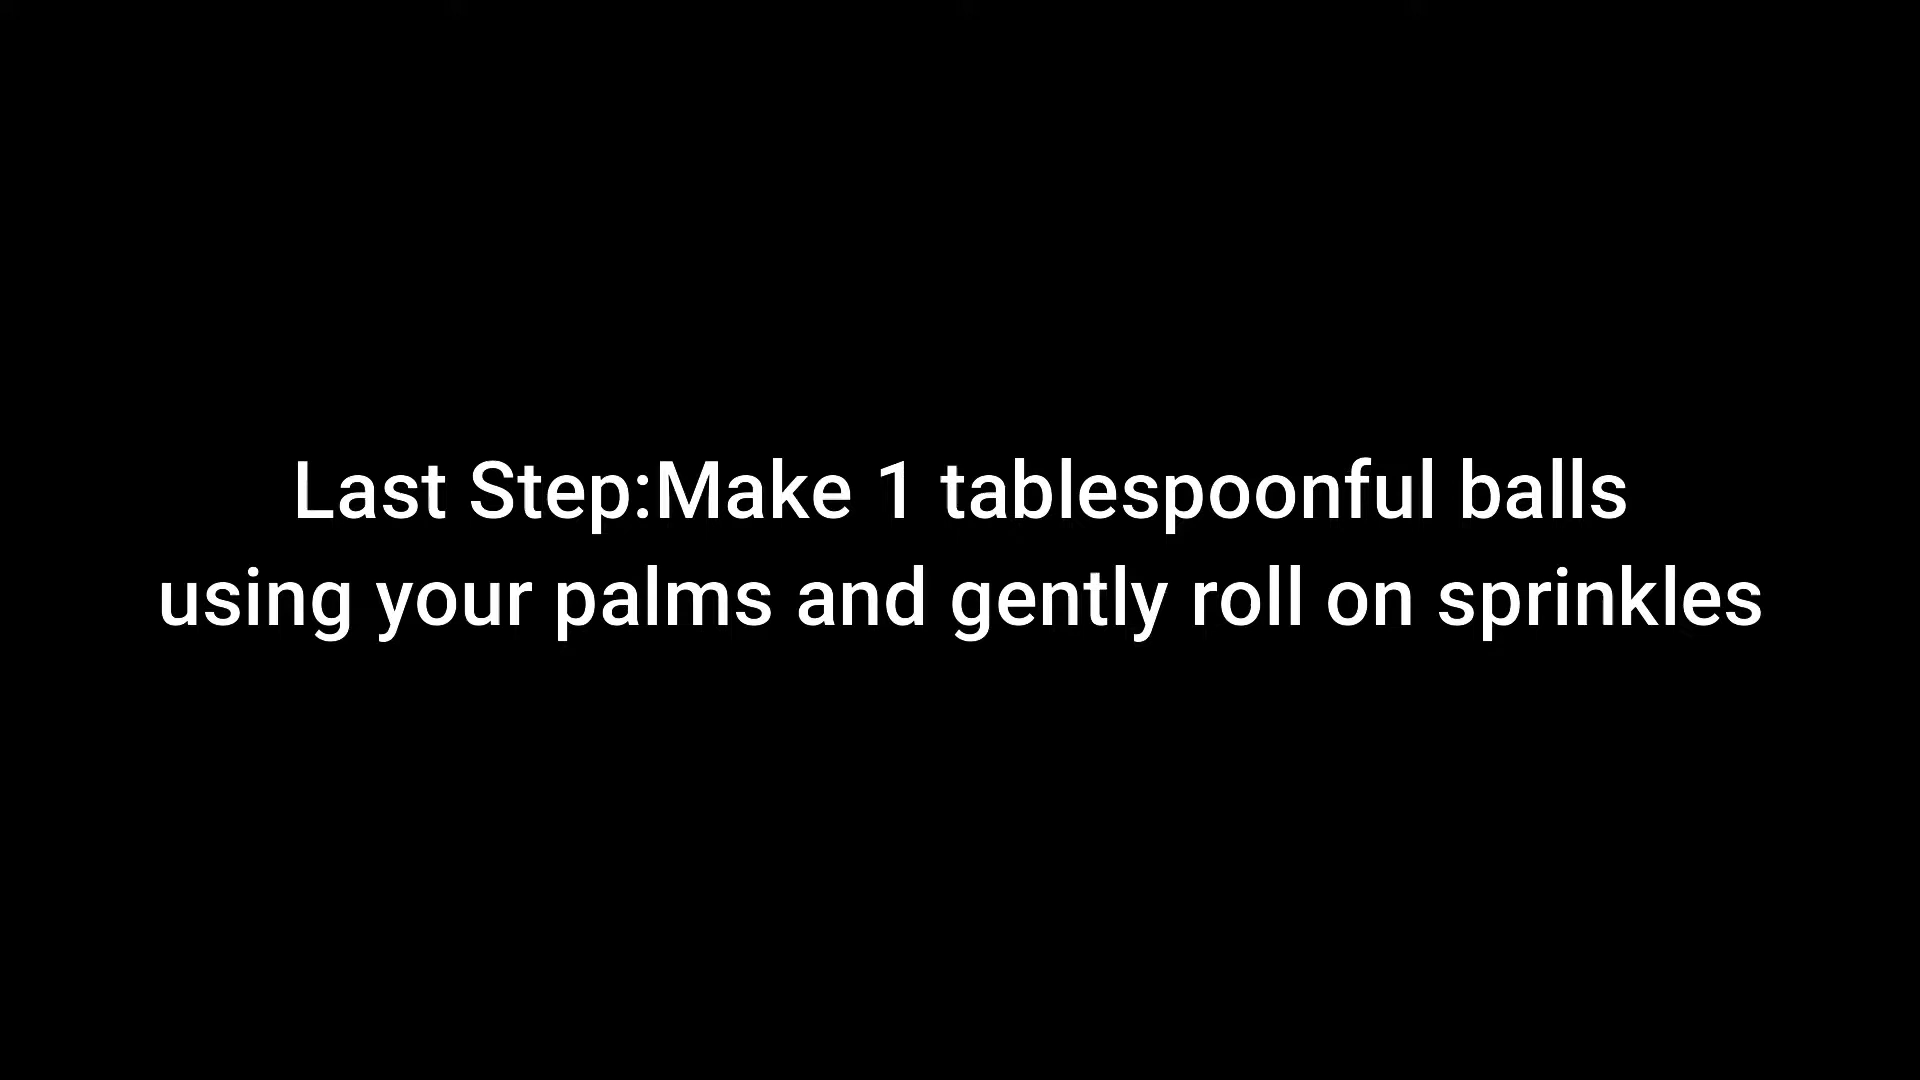 Last Step:Make 1 tablespoonful balls
using your palms and gently roll on sprinkles